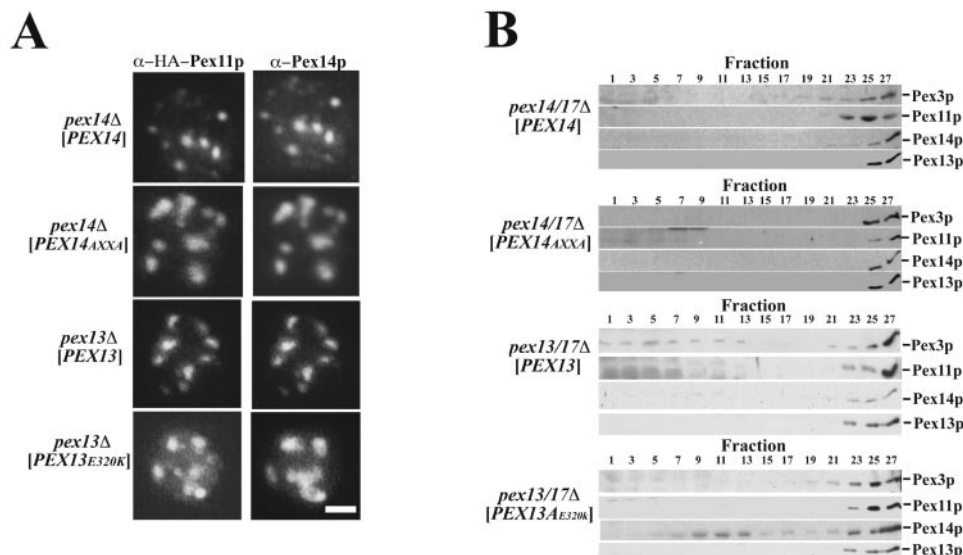 A
α-HA-Pex11p α-Pex14p
pex14Δ
[PEX14]
pex14Δ
[PEX14AXXA]
pex13Δ
[PEX13]
pex13Δ
[PEX13E320K]
B
Fraction
1 3 5 7 9 11 13 15 17 19 21 23 25 27
pex14/17Δ
[PEX14]
Pex3p
Pex11p
Pex14p
Pex13p
Fraction
1 3 5 7 9 11 13 15 17 19 21 23 25 27
pex14/17Δ
[PEX14AXXA]
Pex3p
Pex11p
Pex14p
Pex13p
Fraction
1 3 5 7 9 11 13 15 17 19 21 23 25 27
pex13/17Δ
[PEX13]
Pex3p
Pex11p
Pex14p
Pex13p
Fraction
1 3 5 7 9 11 13 15 17 19 21 23 25 27
pex13/17Δ
[PEX13AE320k]
Pex3p
Pex11p
Pex14p
Pex13p